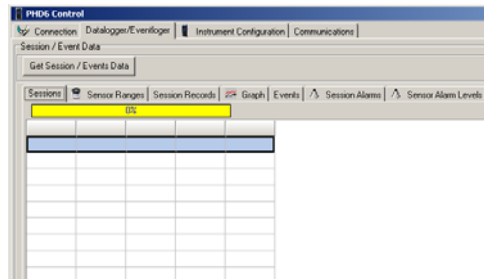 PHD6 Control
Connection Datalogger/Eventloger Instrument Configuration Communications
Session / Event Data
Get Session / Events Data
Sessions Sensor Ranges Session Records Graph Events Session Alarms Sensor Alarm Levels
0%